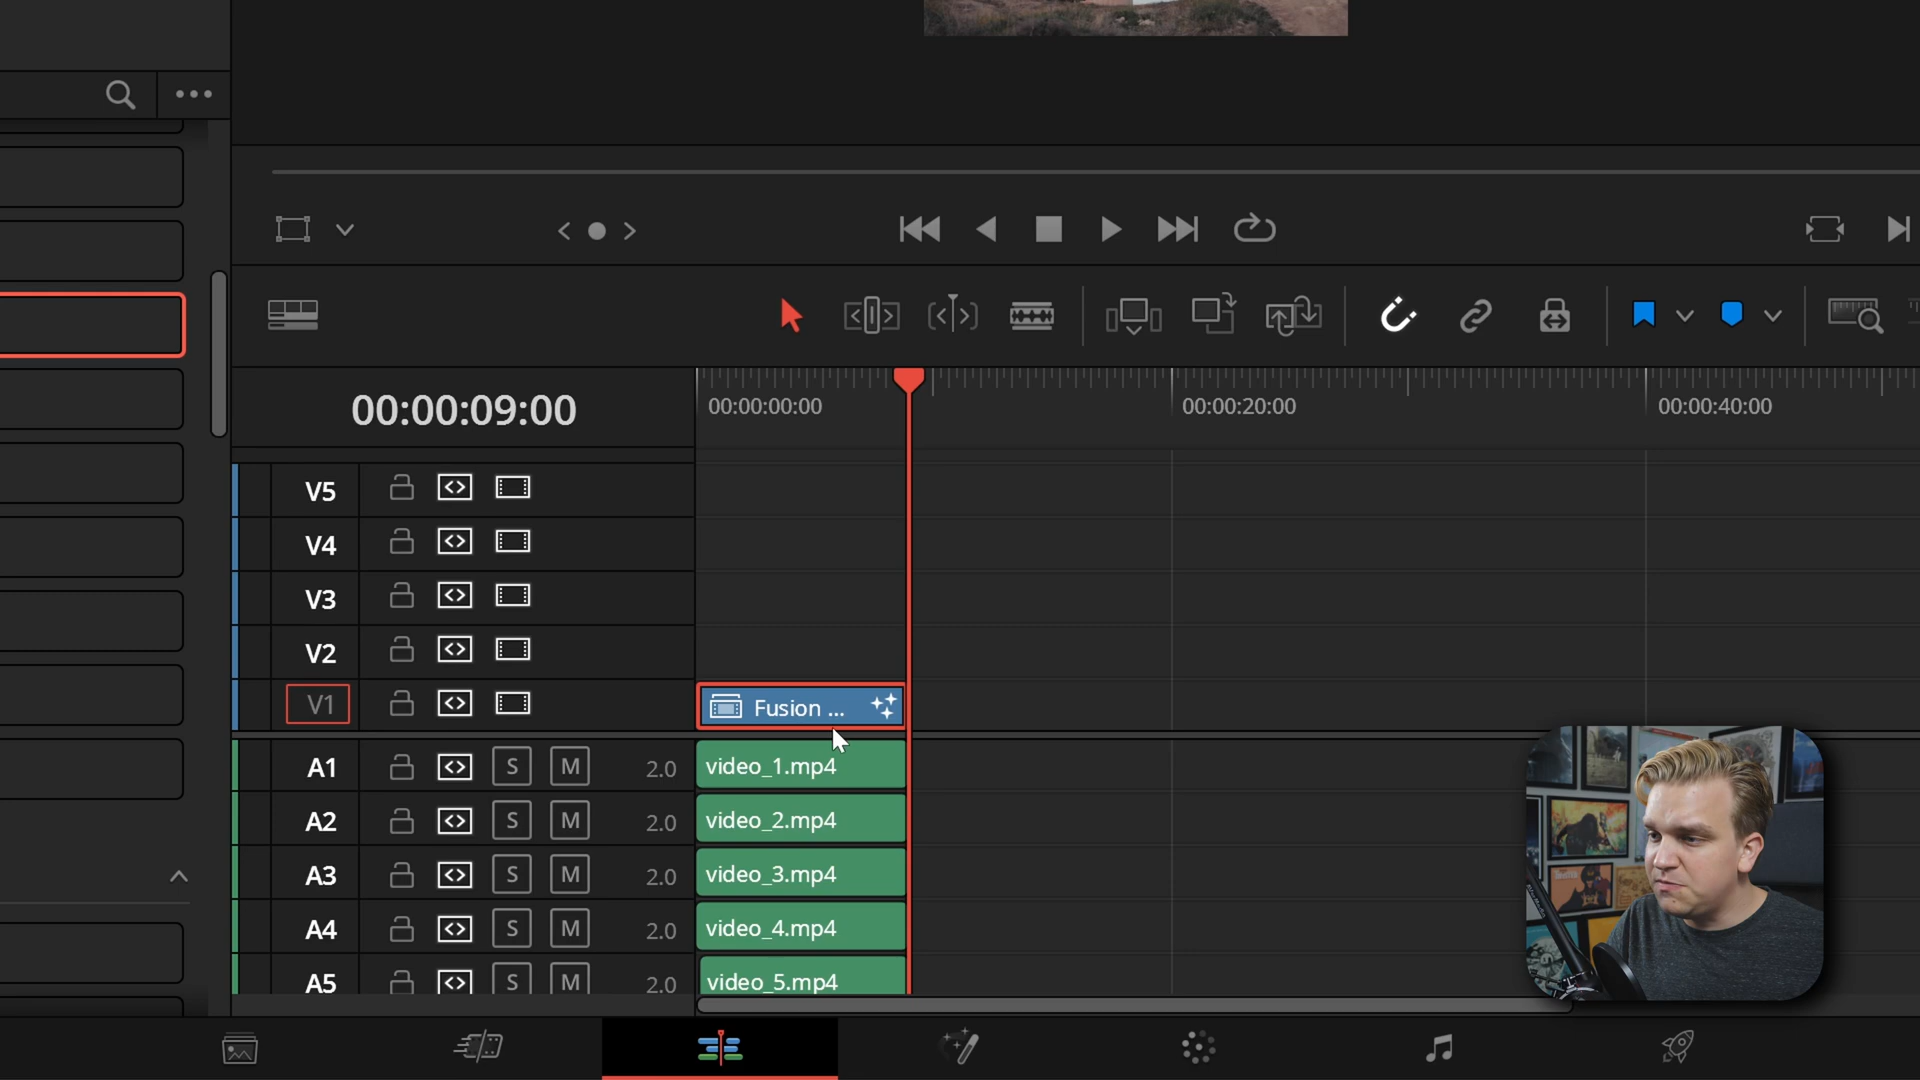 00:00:09:00
00:00:00:00
00:00:20:00
00:00:40:00
V5
V4
V3
V2
V1
Fusion ...
A1 S M 2.0 video_1.mp4
A2 S M 2.0 video_2.mp4
A3 S M 2.0 video_3.mp4
A4 S M 2.0 video_4.mp4
A5 S M 2.0 video_5.mp4